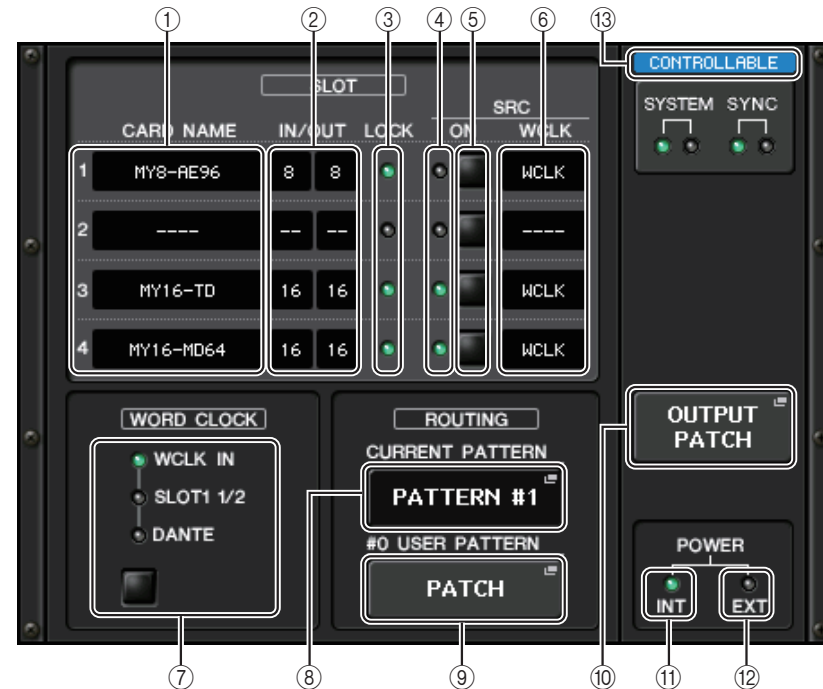 ① ② ③ ④ ⑤ ⑥ ⑬
SLOT
CONTROLLABLE
SRC
CARD NAME IN/OUT LOCK ON WCLK
SYSTEM SYNC
1 MY8-AE96 8 8 WCLK
2 ---- -- -- ----
3 MY16-TD 16 16 WCLK
4 MY16-MD64 16 16 WCLK
WORD CLOCK
WCLK IN
SLOT1 1/2
DANTE
ROUTING
CURRENT PATTERN
PATTERN #1
#0 USER PATTERN
PATCH
OUTPUT
PATCH
POWER
INT EXT
⑦ ⑧ ⑨ ⑩ ⑪ ⑫